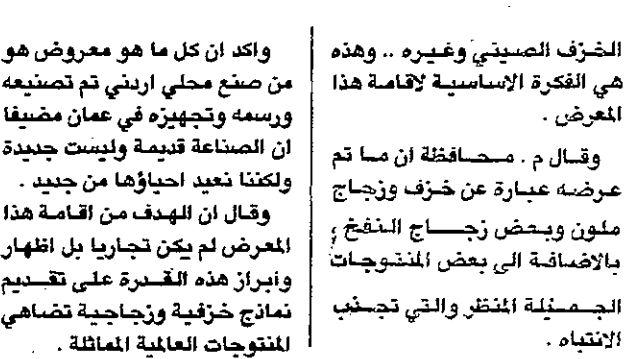 الخزف الصيني وغيره .. وهذه
هي الفكرة الاساسية لاقامة هذا
المعرض .
وقال م . محافظة ان ما تم
عرضه عبارة عن خزف وزجاج
ملون وبعض زجاج النفخ ،
بالاضافة الى بعض المنتوجات
الجميلة المنظر والتي تجذب
الانتباه .
واكد ان كل ما هو معروض هو
من صنع محلي اردني تم تصنيعه
ورسمه وتجهيزه في عمان مضيفا
ان الصناعة قديمة وليست جديدة
ولكننا نعيد احياؤها من جديد .
وقال ان الهدف من اقامة هذا
المعرض لم يكن تجاريا بل اظهار
وابراز هذه القدرة على تقديم
نماذج خزفية وزجاجية تضاهي
المنتوجات العالمية المماثلة .